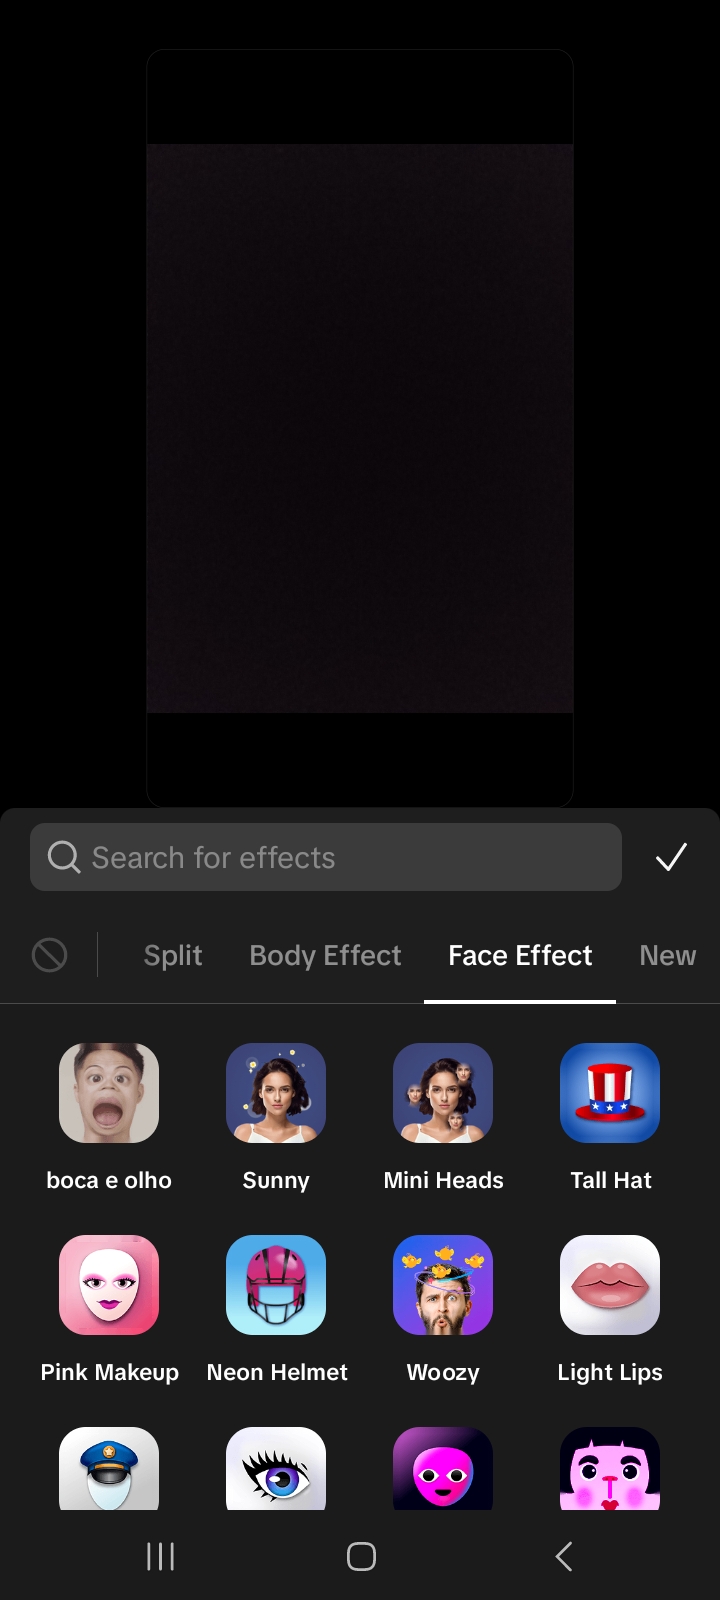 Search for effects
Split Body Effect Face Effect New
boca e olho Sunny Mini Heads Tall Hat
Pink Makeup Neon Helmet Woozy Light Lips